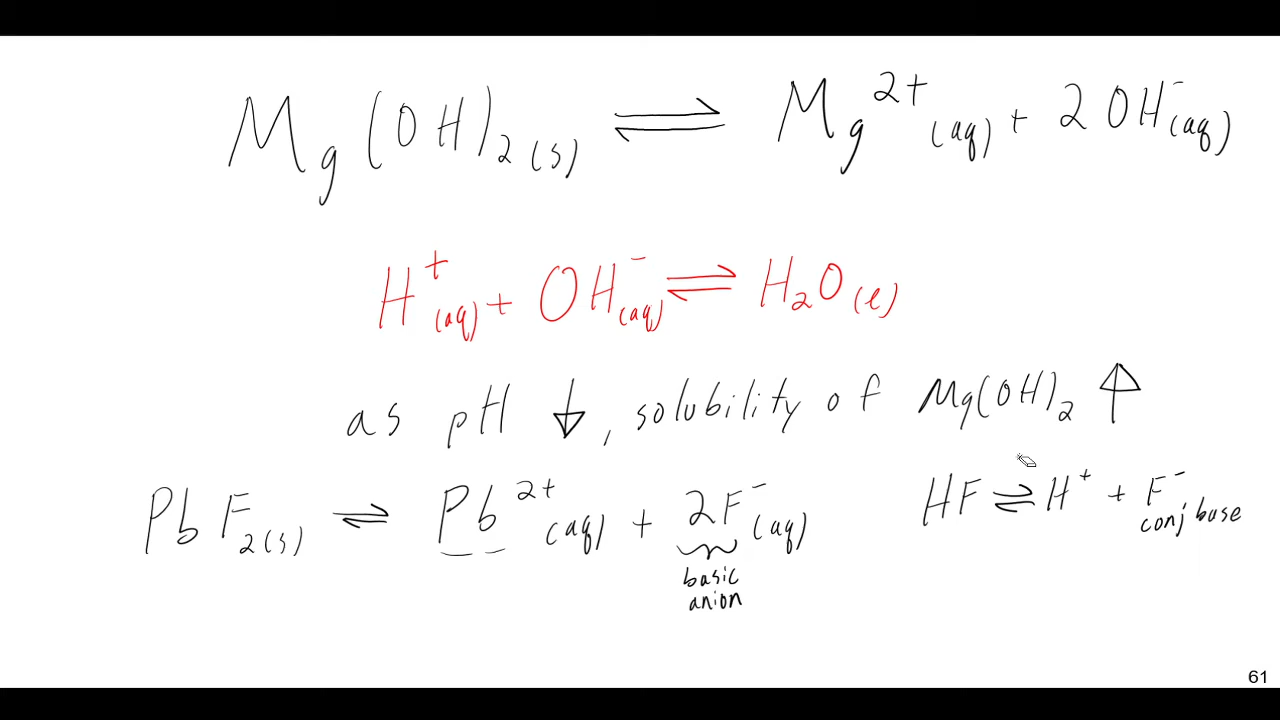 Mg(OH)₂(s) ⇌ Mg²⁺(aq) + 2OH⁻(aq)
H⁺(aq) + OH⁻(aq) ⇌ H₂O(l)
as pH ↓, solubility of Mg(OH)₂ ↑
PbF₂(s) ⇌ Pb²⁺(aq) + 2F⁻(aq)
basic
anion
HF ⇌ H⁺ + F⁻
conj base
61